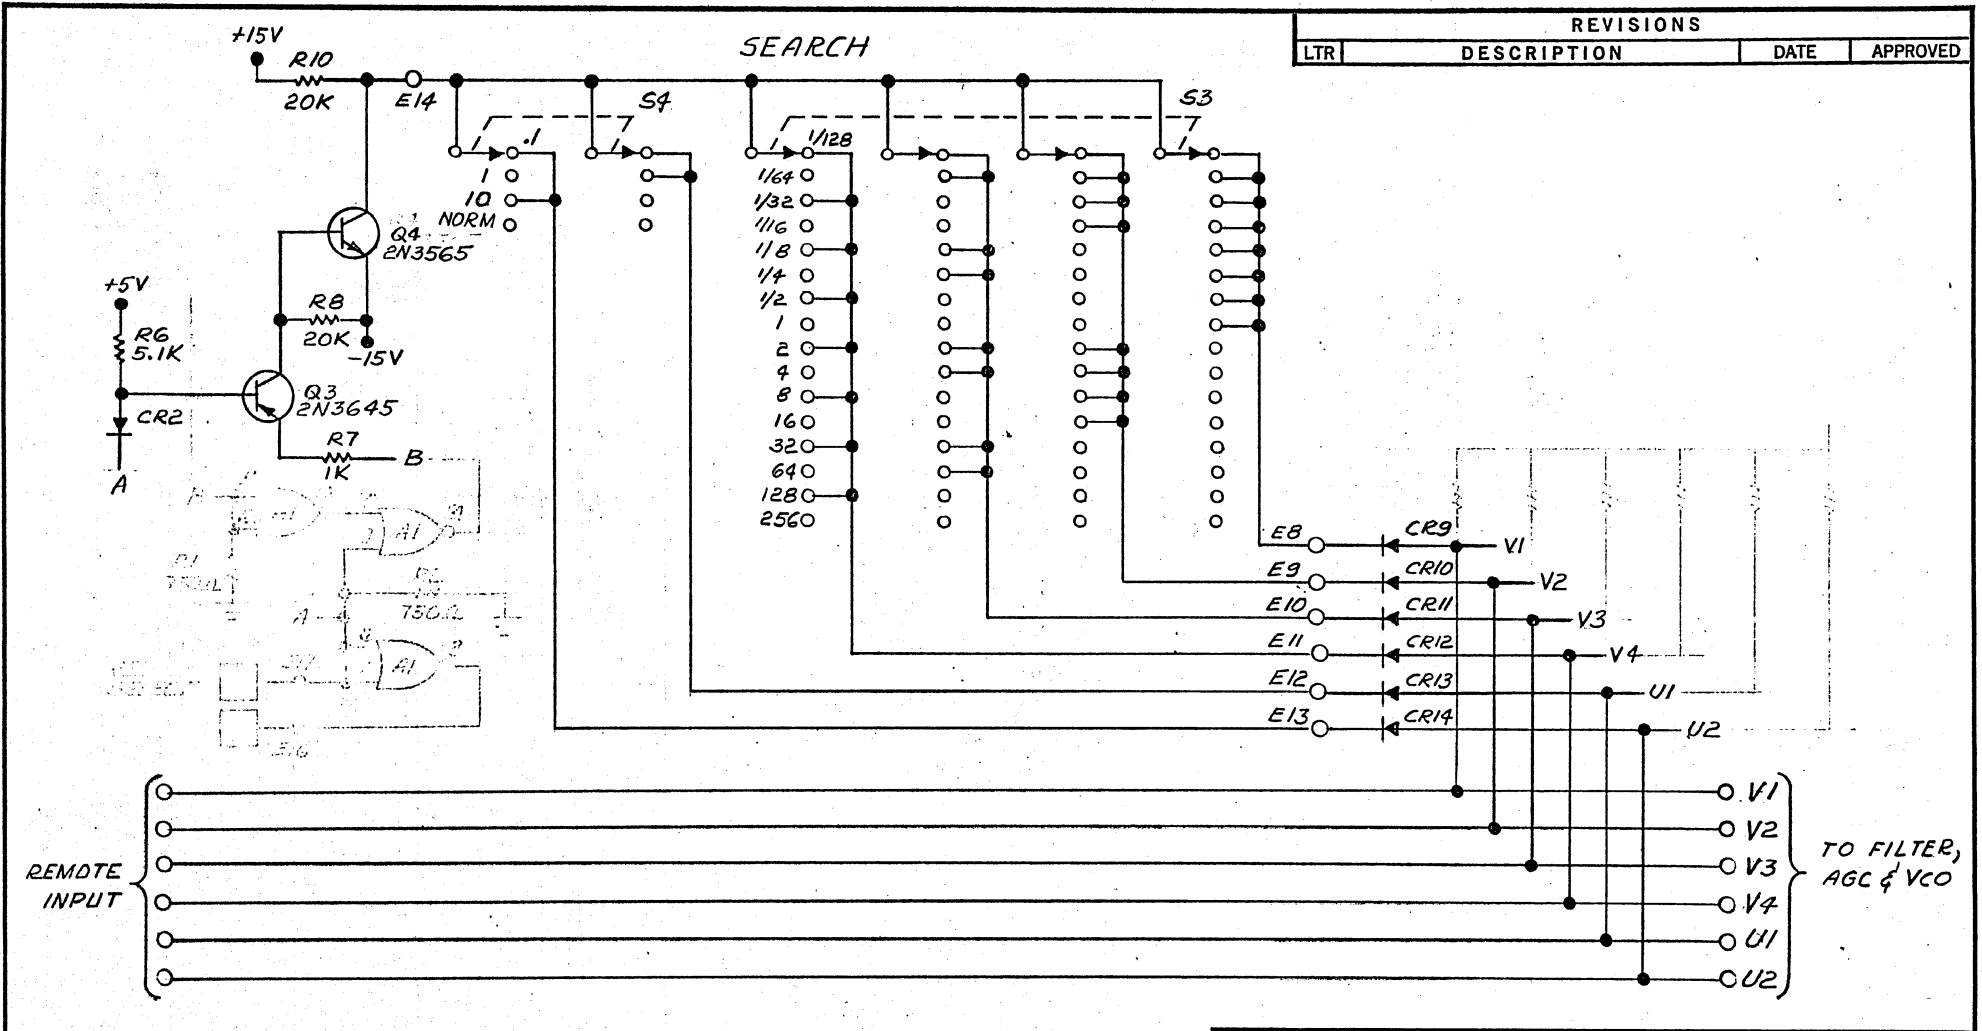 REVISIONS
LTR DESCRIPTION DATE APPROVED
SEARCH
+15V
R10
20K
E14
S4
S3
.1
1
10
NORM
1/128
1/64
1/32
1/16
1/8
1/4
1/2
1
2
4
8
16
32
64
128
256
Q4
2N3565
+5V
R6
5.1K
R8
20K
-15V
Q3
2N3645
CR2
A
R7
1K
B
A1
750Ω
A
A1
E8 CR9 V1
E9 CR10 V2
E10 CR11 V3
E11 CR12 V4
E12 CR13 U1
E13 CR14 U2
REMOTE
INPUT
V1
V2
V3
V4
U1
U2
TO FILTER,
AGC & VCO